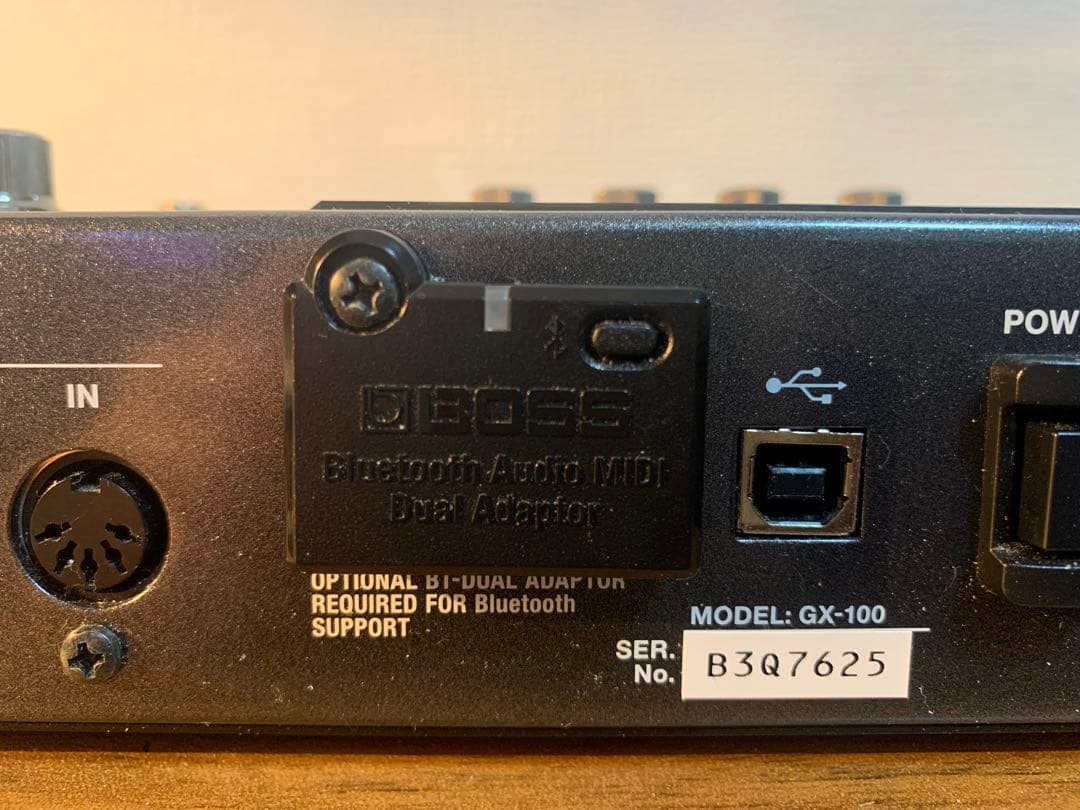 IN
BOSS
Bluetooth Audio MIDI
Dual Adaptor
OPTIONAL BT-DUAL ADAPTOR
REQUIRED FOR Bluetooth
SUPPORT
POW
MODEL: GX-100
SER.
No.
B3Q7625